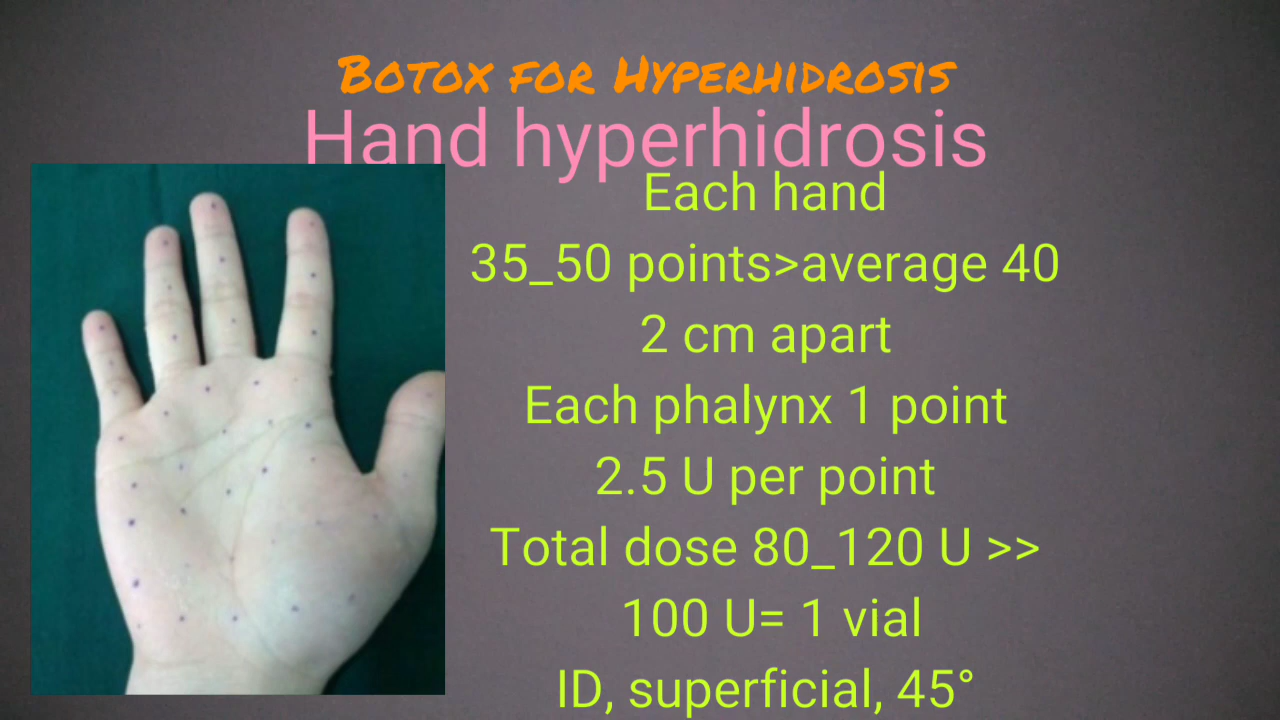 Botox for Hyperhidrosis
Hand hyperhidrosis
Each hand
35_50 points>average 40
2 cm apart
Each phalynx 1 point
2.5 U per point
Total dose 80_120 U >>
100 U= 1 vial
ID, superficial, 45°